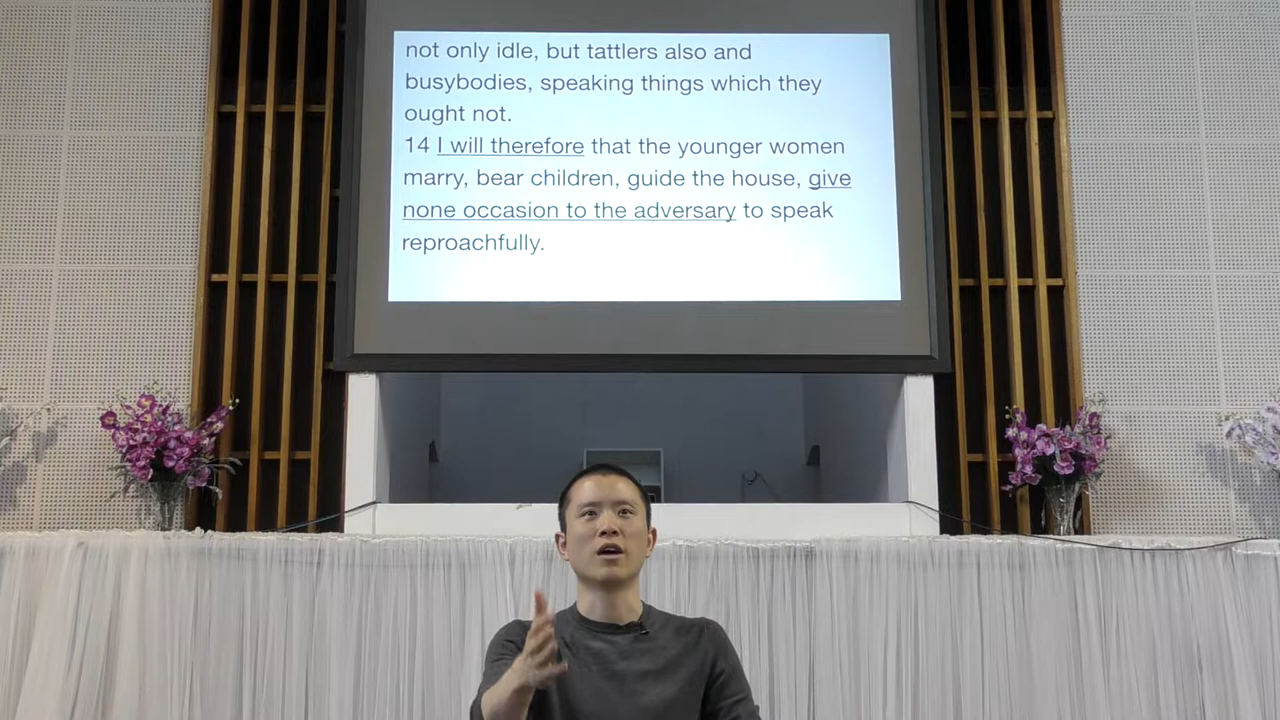 not only idle, but tattlers also and
busybodies, speaking things which they
ought not.
14 I will therefore that the younger women
marry, bear children, guide the house, give
none occasion to the adversary to speak
reproachfully.